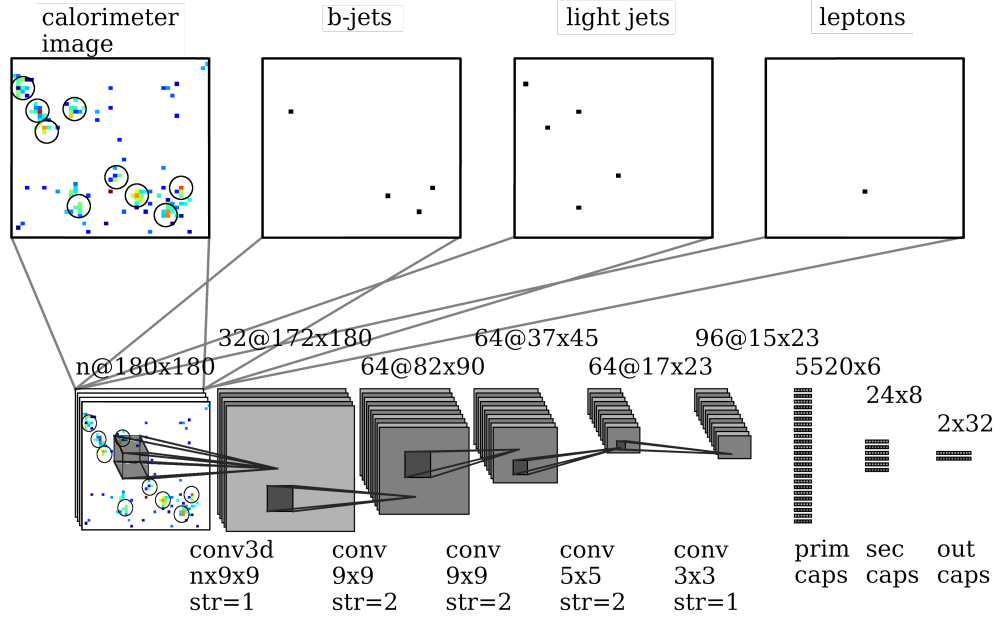 calorimeter
image
b-jets
light jets
leptons
32@172x180
64@37x45
96@15x23
n@180x180
64@82x90
64@17x23
5520x6
24x8
2x32
conv3d
nx9x9
str=1
conv
9x9
str=2
conv
9x9
str=2
conv
5x5
str=2
conv
3x3
str=1
prim
caps
sec
caps
out
caps